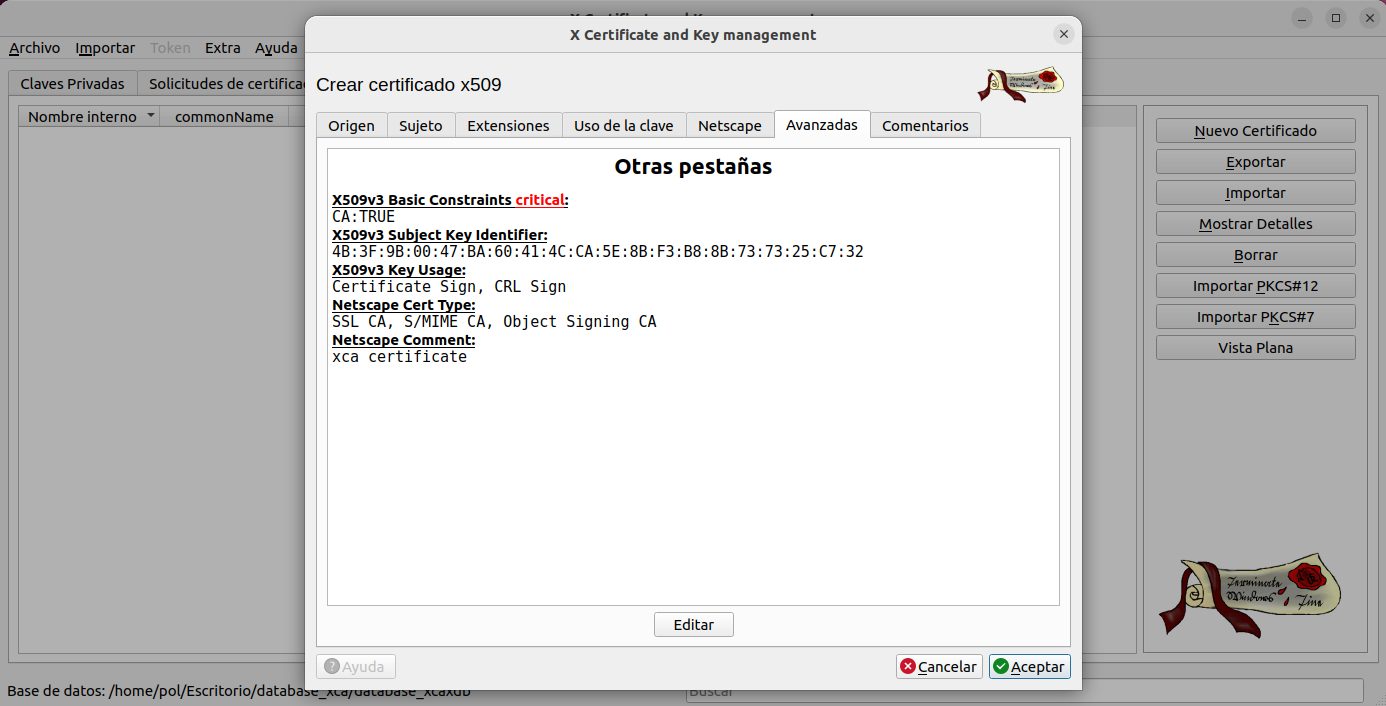 X Certificate and Key management
Archivo Importar Token Extra Ayuda
Claves Privadas Solicitudes de certifica
Nombre interno commonName
Crear certificado x509
Origen Sujeto Extensiones Uso de la clave Netscape Avanzadas Comentarios
Otras pestañas
X509v3 Basic Constraints critical:
CA:TRUE
X509v3 Subject Key Identifier:
4B:3F:9B:00:47:BA:60:41:4C:CA:5E:8B:F3:B8:8B:73:73:25:C7:32
X509v3 Key Usage:
Certificate Sign, CRL Sign
Netscape Cert Type:
SSL CA, S/MIME CA, Object Signing CA
Netscape Comment:
xca certificate
Editar
Ayuda Cancelar Aceptar
Nuevo Certificado
Exportar
Importar
Mostrar Detalles
Borrar
Importar PKCS#12
Importar PKCS#7
Vista Plana
Base de datos: /home/pol/Escritorio/database_xca/database_xcaxdb
Buscar